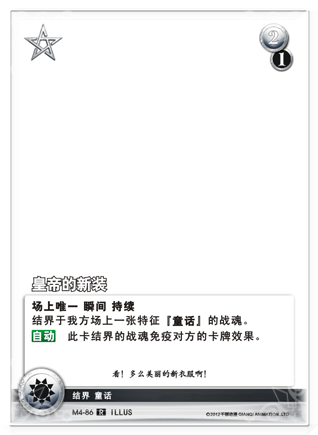 2
1
皇帝的新装
场上唯一 瞬间 持续
结界于我方场上一张特征『童话』的战魂。
自动 此卡结界的战魂免疫对方的卡牌效果。
看！多么美丽的新衣服啊！
结界 童话
M4-86 R ILLUS